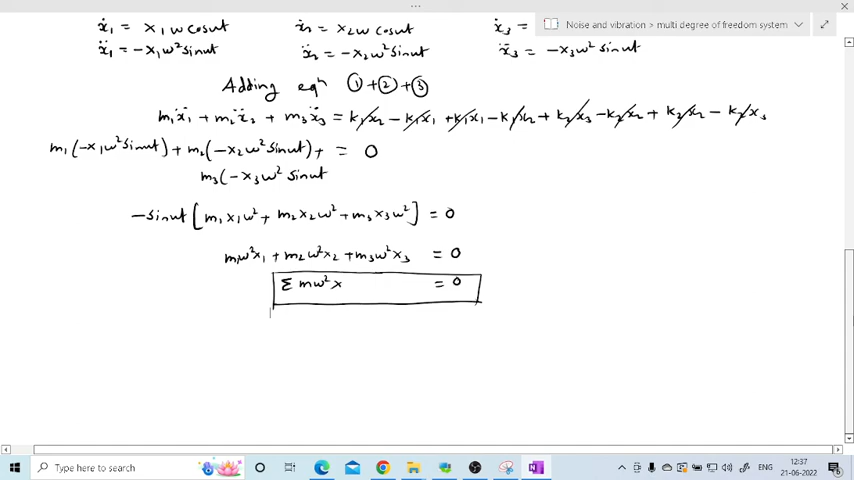 ẋ₁ = x₁ω cosωt ẋ₂ = x₂ω cosωt ẋ₃ =
Noise and vibration > multi degree of freedom system
ẍ₁ = -x₁ω² sinωt ẍ₂ = -x₂ω² sinωt ẍ₃ = -x₃ω² sinωt
Adding eqⁿ ① + ② + ③
m₁ẍ₁ + m₂ẍ₂ + m₃ẍ₃ = k₁x₂ - k₁x₁ + k₁x₁ - k₁x₂ + k₂x₃ - k₂x₂ + k₂x₂ - k₂x₃
m₁(-x₁ω² sinωt) + m₂(-x₂ω² sinωt) + = 0
m₃(-x₃ω² sinωt
-sinωt [m₁x₁ω² + m₂x₂ω² + m₃x₃ω²] = 0
m₁ω²x₁ + m₂ω²x₂ + m₃ω²x₃ = 0
Σ mω²x = 0
Type here to search
ENG
12:37
21-06-2022